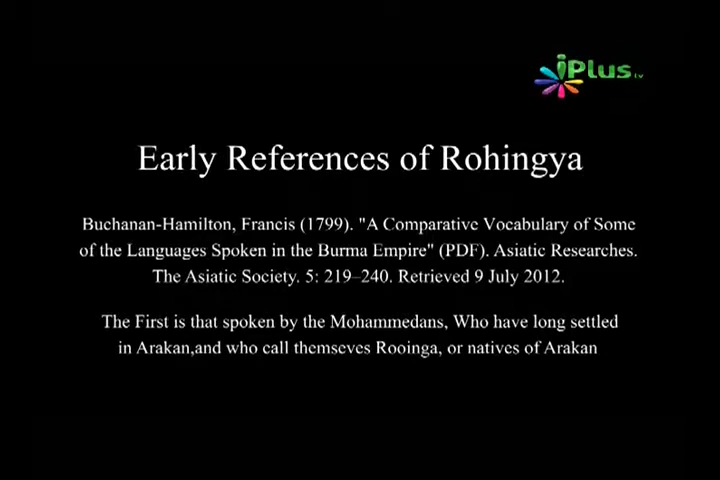 iPlus tv
Early References of Rohingya
Buchanan-Hamilton, Francis (1799). "A Comparative Vocabulary of Some
of the Languages Spoken in the Burma Empire" (PDF). Asiatic Researches.
The Asiatic Society. 5: 219–240. Retrieved 9 July 2012.
The First is that spoken by the Mohammedans, Who have long settled
in Arakan,and who call themseves Rooinga, or natives of Arakan